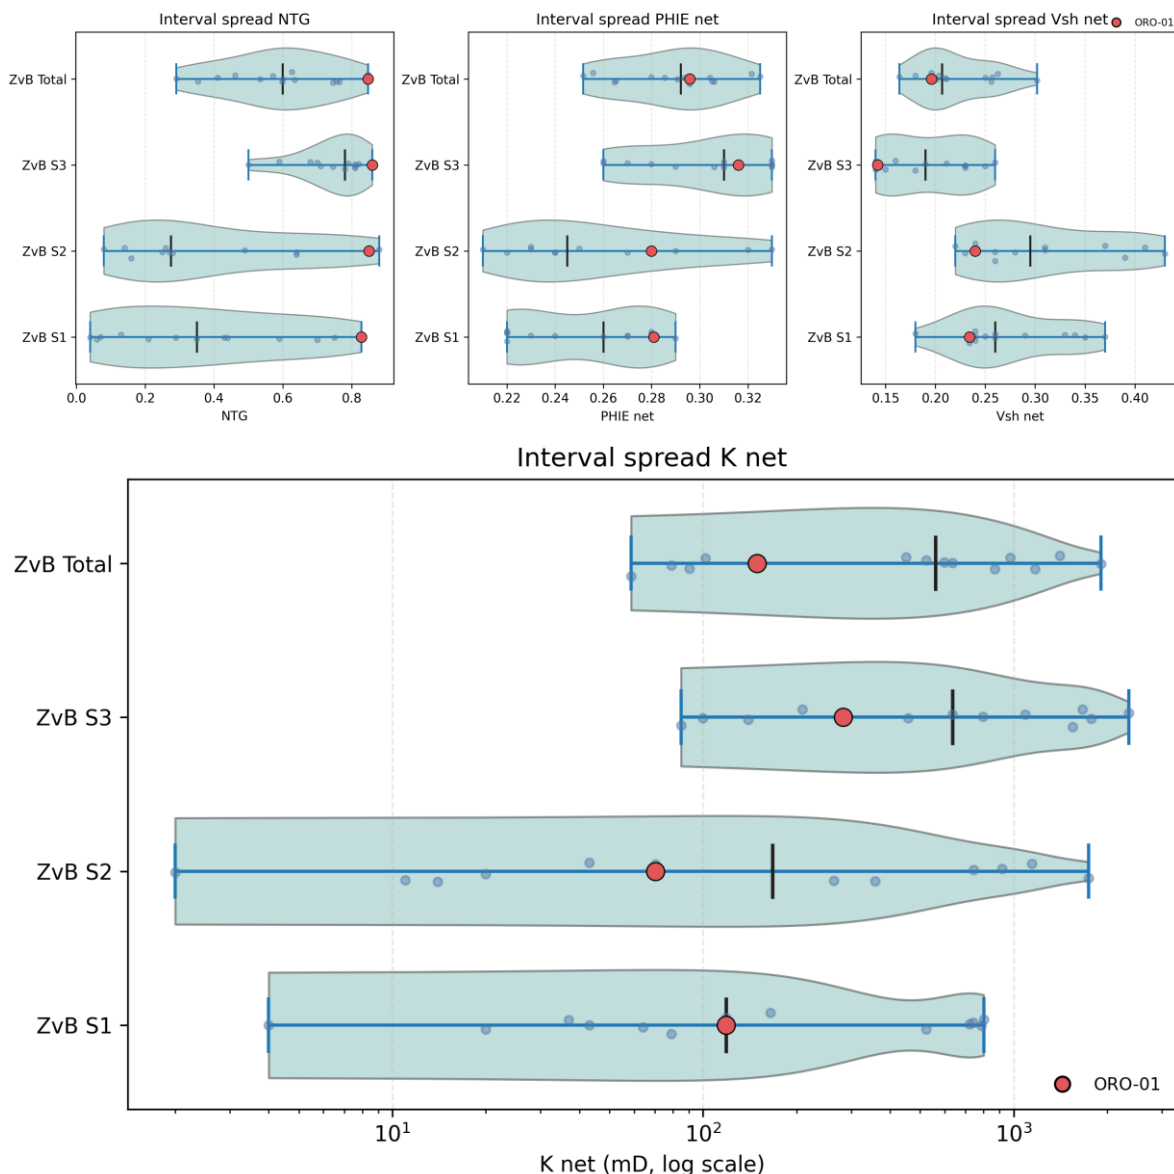 Interval spread NTG
ZvB Total
ZvB S3
ZvB S2
ZvB S1
0.0 0.2 0.4 0.6 0.8
NTG
Interval spread PHIE net
ZvB Total
ZvB S3
ZvB S2
ZvB S1
0.22 0.24 0.26 0.28 0.30 0.32
PHIE net
Interval spread Vsh net
ORO-01
ZvB Total
ZvB S3
ZvB S2
ZvB S1
0.15 0.20 0.25 0.30 0.35 0.40
Vsh net
Interval spread K net
ZvB Total
ZvB S3
ZvB S2
ZvB S1
ORO-01
10¹ 10² 10³
K net (mD, log scale)